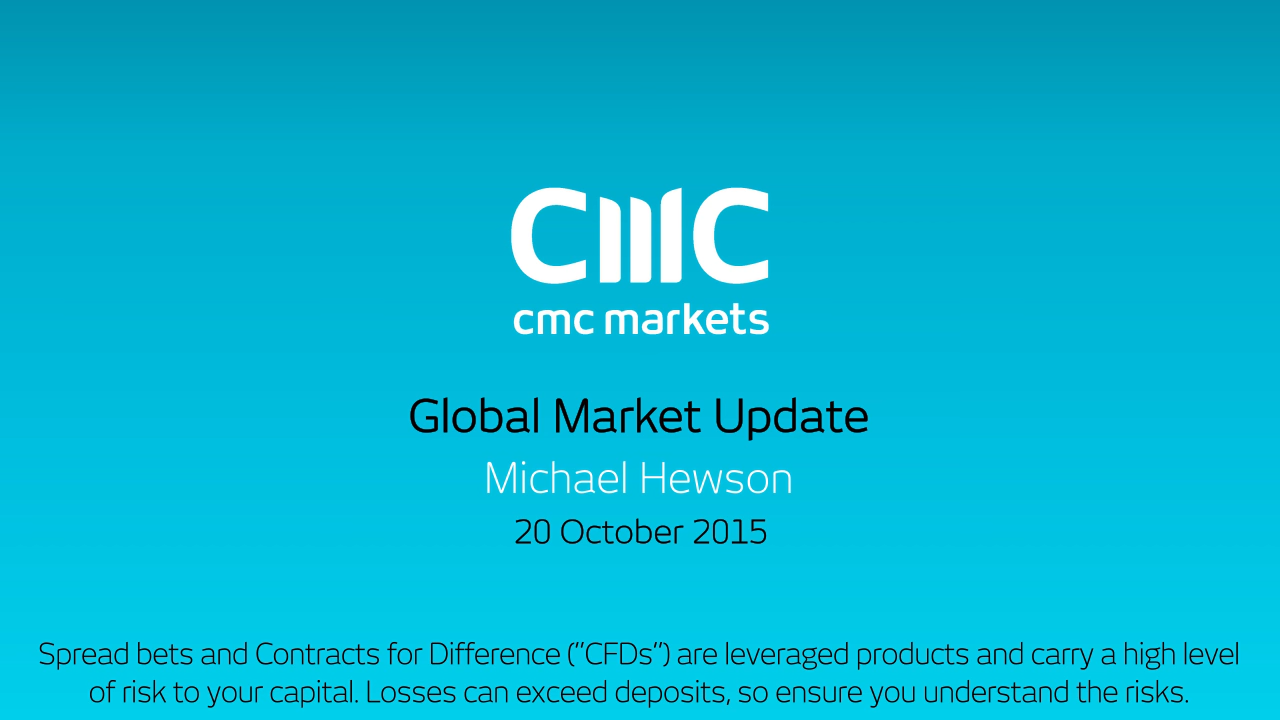 CMC
cmc markets
Global Market Update
Michael Hewson
20 October 2015
Spread bets and Contracts for Difference (“CFDs”) are leveraged products and carry a high level
of risk to your capital. Losses can exceed deposits, so ensure you understand the risks.